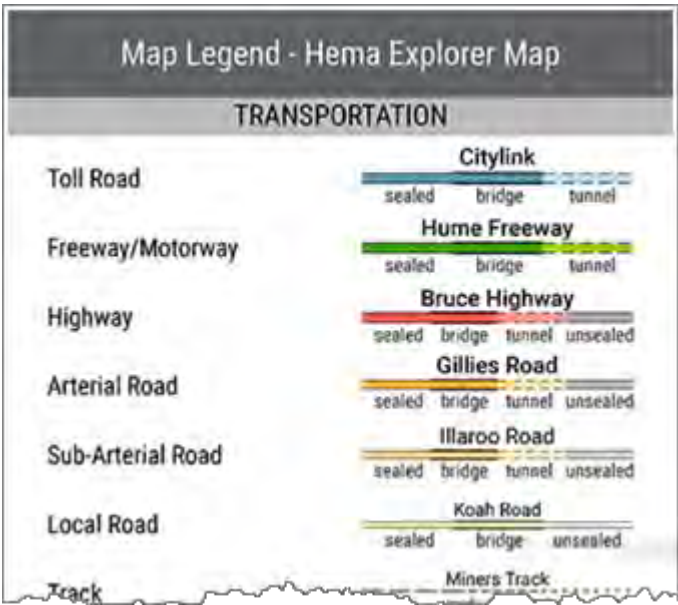 Map Legend - Hema Explorer Map
TRANSPORTATION
Toll Road
Citylink
sealed bridge tunnel
Freeway/Motorway
Hume Freeway
sealed bridge tunnel
Highway
Bruce Highway
sealed bridge tunnel unsealed
Arterial Road
Gillies Road
sealed bridge tunnel unsealed
Sub-Arterial Road
Illaroo Road
sealed bridge tunnel unsealed
Local Road
Koah Road
sealed bridge unsealed
Track
Miners Track